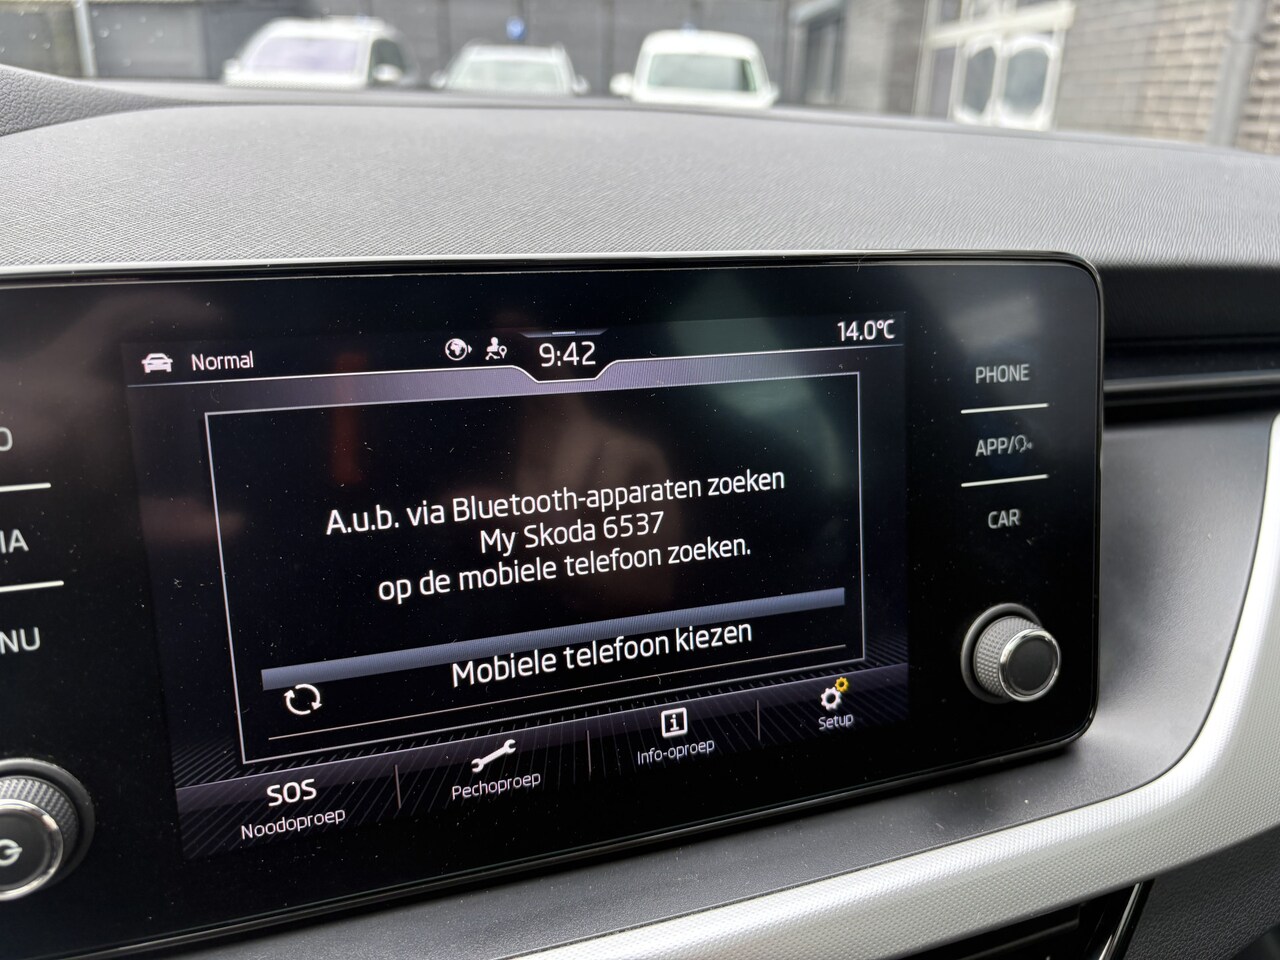 Normal
9:42
14.0°C
A.u.b. via Bluetooth-apparaten zoeken
My Skoda 6537
op de mobiele telefoon zoeken.
Mobiele telefoon kiezen
SOS
Noodoproep
Pechoproep
Info-oproep
Setup
PHONE
APP/
CAR